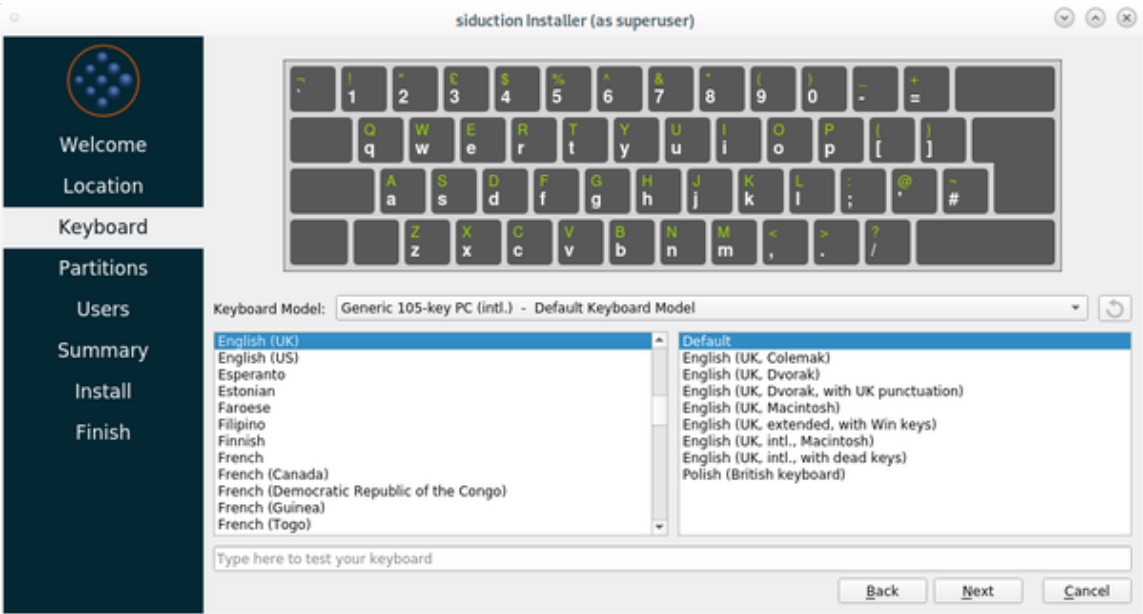 siduction Installer (as superuser)
Welcome
Location
Keyboard
Partitions
Users
Summary
Install
Finish
¬ ! " £ $ % ^ & * ( ) _ +
` 1 2 3 4 5 6 7 8 9 0 - =
Q W E R T Y U I O P { }
q w e r t y u i o p [ ]
A S D F G H J K L : @ ~
a s d f g h j k l ; ' #
Z X C V B N M < > ?
z x c v b n m , . /
Keyboard Model: Generic 105-key PC (intl.) - Default Keyboard Model
English (UK)
English (US)
Esperanto
Estonian
Faroese
Filipino
Finnish
French
French (Canada)
French (Democratic Republic of the Congo)
French (Guinea)
French (Togo)
Default
English (UK, Colemak)
English (UK, Dvorak)
English (UK, Dvorak, with UK punctuation)
English (UK, Macintosh)
English (UK, extended, with Win keys)
English (UK, intl., Macintosh)
English (UK, intl., with dead keys)
Polish (British keyboard)
Type here to test your keyboard
Back Next Cancel